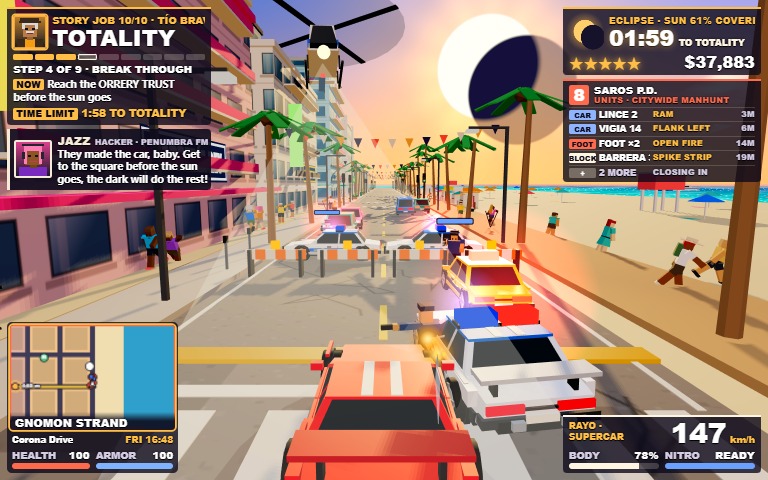 STORY JOB 10/10 · TÍO BRAV
TOTALITY
STEP 4 OF 9 · BREAK THROUGH
NOW Reach the ORRERY TRUST
before the sun goes
TIME LIMIT 1:58 TO TOTALITY
JAZZ HACKER · PENUMBRA FM
They made the car, baby. Get
to the square before the sun
goes, the dark will do the rest!
ECLIPSE · SUN 61% COVERE
01:59 TO TOTALITY
★★★★★ $37,883
8 SAROS P.D.
UNITS · CITYWIDE MANHUNT
CAR LINCE 2 RAM 3M
CAR VIGIA 14 FLANK LEFT 6M
FOOT FOOT ×2 OPEN FIRE 14M
BLOCK BARRERA SPIKE STRIP 19M
+ 2 MORE CLOSING IN
GNOMON STRAND
Corona Drive FRI 16:48
HEALTH 100 ARMOR 100
RAYO ·
SUPERCAR
147 km/h
BODY 78% NITRO READY